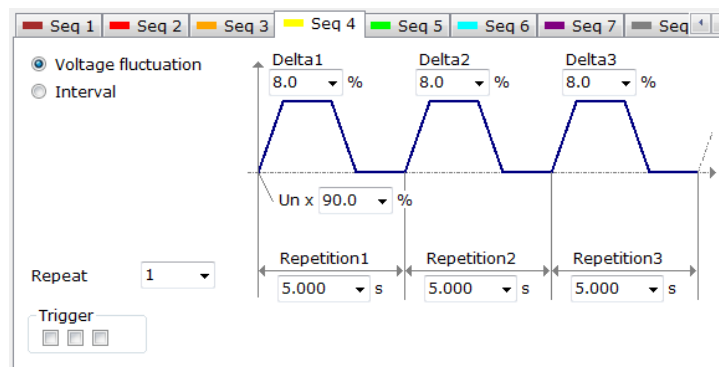 Seq 1 Seq 2 Seq 3 Seq 4 Seq 5 Seq 6 Seq 7 Seq
Voltage fluctuation
Interval
Delta1 Delta2 Delta3
8.0 % 8.0 % 8.0 %
Un x 90.0 %
Repetition1 Repetition2 Repetition3
Repeat 1
5.000 s 5.000 s 5.000 s
Trigger